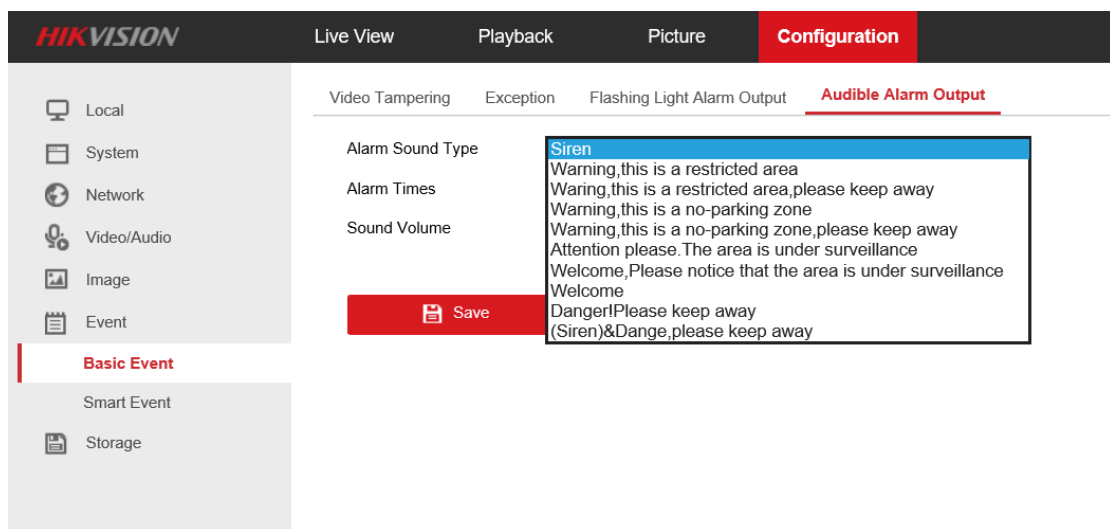 HIKVISION
Live View Playback Picture Configuration
Local
System
Network
Video/Audio
Image
Event
Basic Event
Smart Event
Storage
Video Tampering Exception Flashing Light Alarm Output Audible Alarm Output
Alarm Sound Type
Siren
Warning,this is a restricted area
Waring,this is a restricted area,please keep away
Warning,this is a no-parking zone
Warning,this is a no-parking zone,please keep away
Attention please.The area is under surveillance
Welcome,Please notice that the area is under surveillance
Welcome
Danger!Please keep away
(Siren)&Dange,please keep away
Alarm Times
Sound Volume
Save